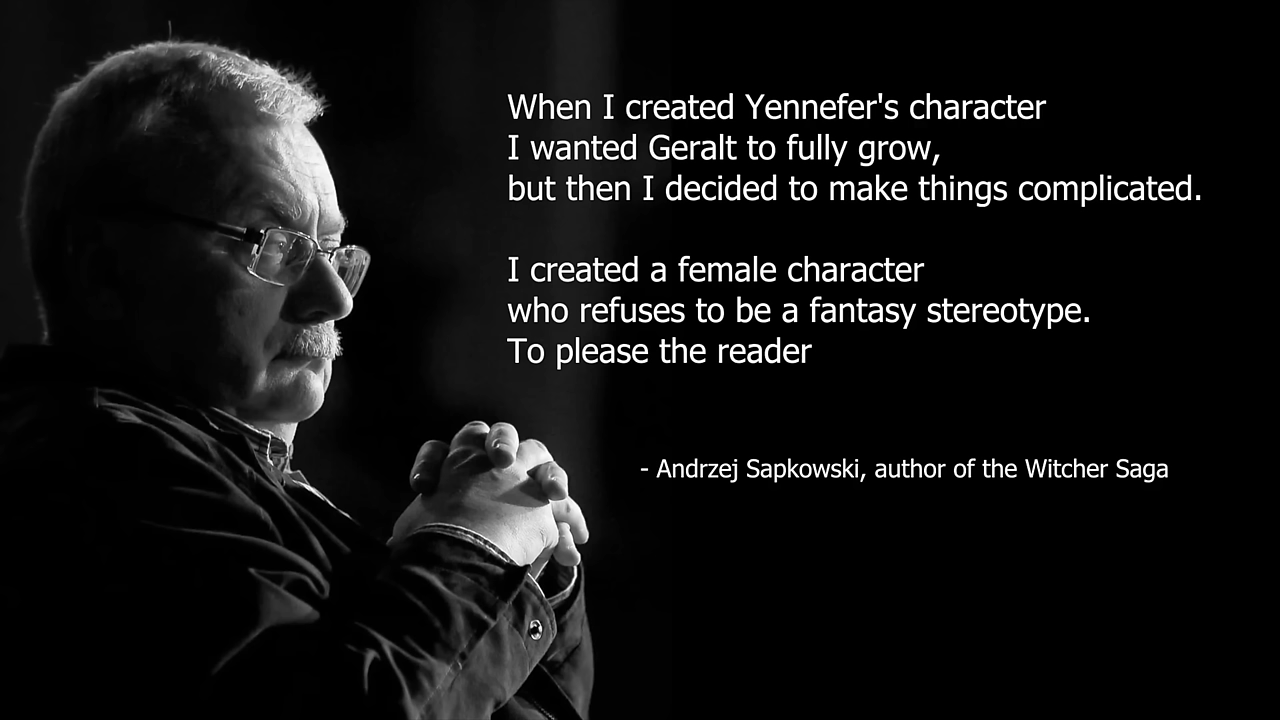 When I created Yennefer's character
I wanted Geralt to fully grow,
but then I decided to make things complicated.
I created a female character
who refuses to be a fantasy stereotype.
To please the reader
- Andrzej Sapkowski, author of the Witcher Saga